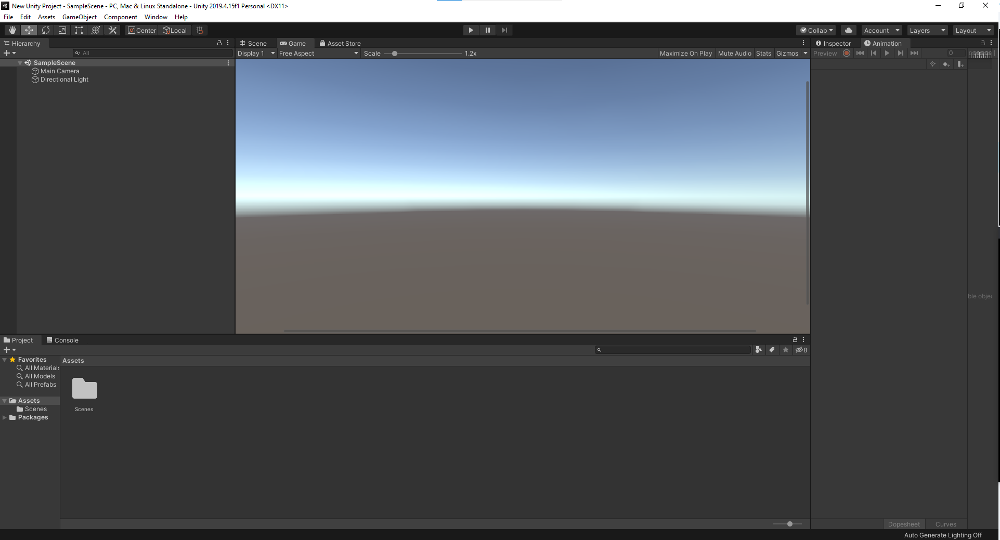 New Unity Project - SampleScene - PC, Mac & Linux Standalone - Unity 2019.4.15f1 Personal <DX11>
File Edit Assets GameObject Component Window Help
Center Local Collab Account Layers Layout
Hierarchy
All
SampleScene
Main Camera
Directional Light
Scene Game Asset Store
Display 1 Free Aspect Scale 1.2x Maximize On Play Mute Audio Stats Gizmos
Inspector Animation
Preview 0
ble obje
Project Console
8
Favorites
All Materials
All Models
All Prefabs
Assets
Scenes
Packages
Assets
Scenes
Dopesheet Curves
Auto Generate Lighting Off